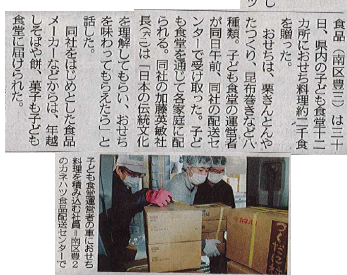 食品（南区豊二）は三十
日、県内の子ども食堂十二
カ所におせち料理約二千食
を贈った。
おせちは、栗きんとんや
たつくり、昆布巻きなど八
種類。子ども食堂の運営者
が同日午前、同社の配送セ
ンターで受け取った。子ど
も食堂を通じて各家庭に配
られる。同社の加藤英敏社
長は「日本の伝統文化
を理解してもらい、おせち
を味わってもらえたら」と
話した。
同社をはじめとした食品
メーカーなどからは、年越
しそばや餅、菓子も子ども
食堂に届けられた。
子ども食堂運営者の車におせち
料理を積み込む社員＝南区豊2
のカネハツ食品配送センターで